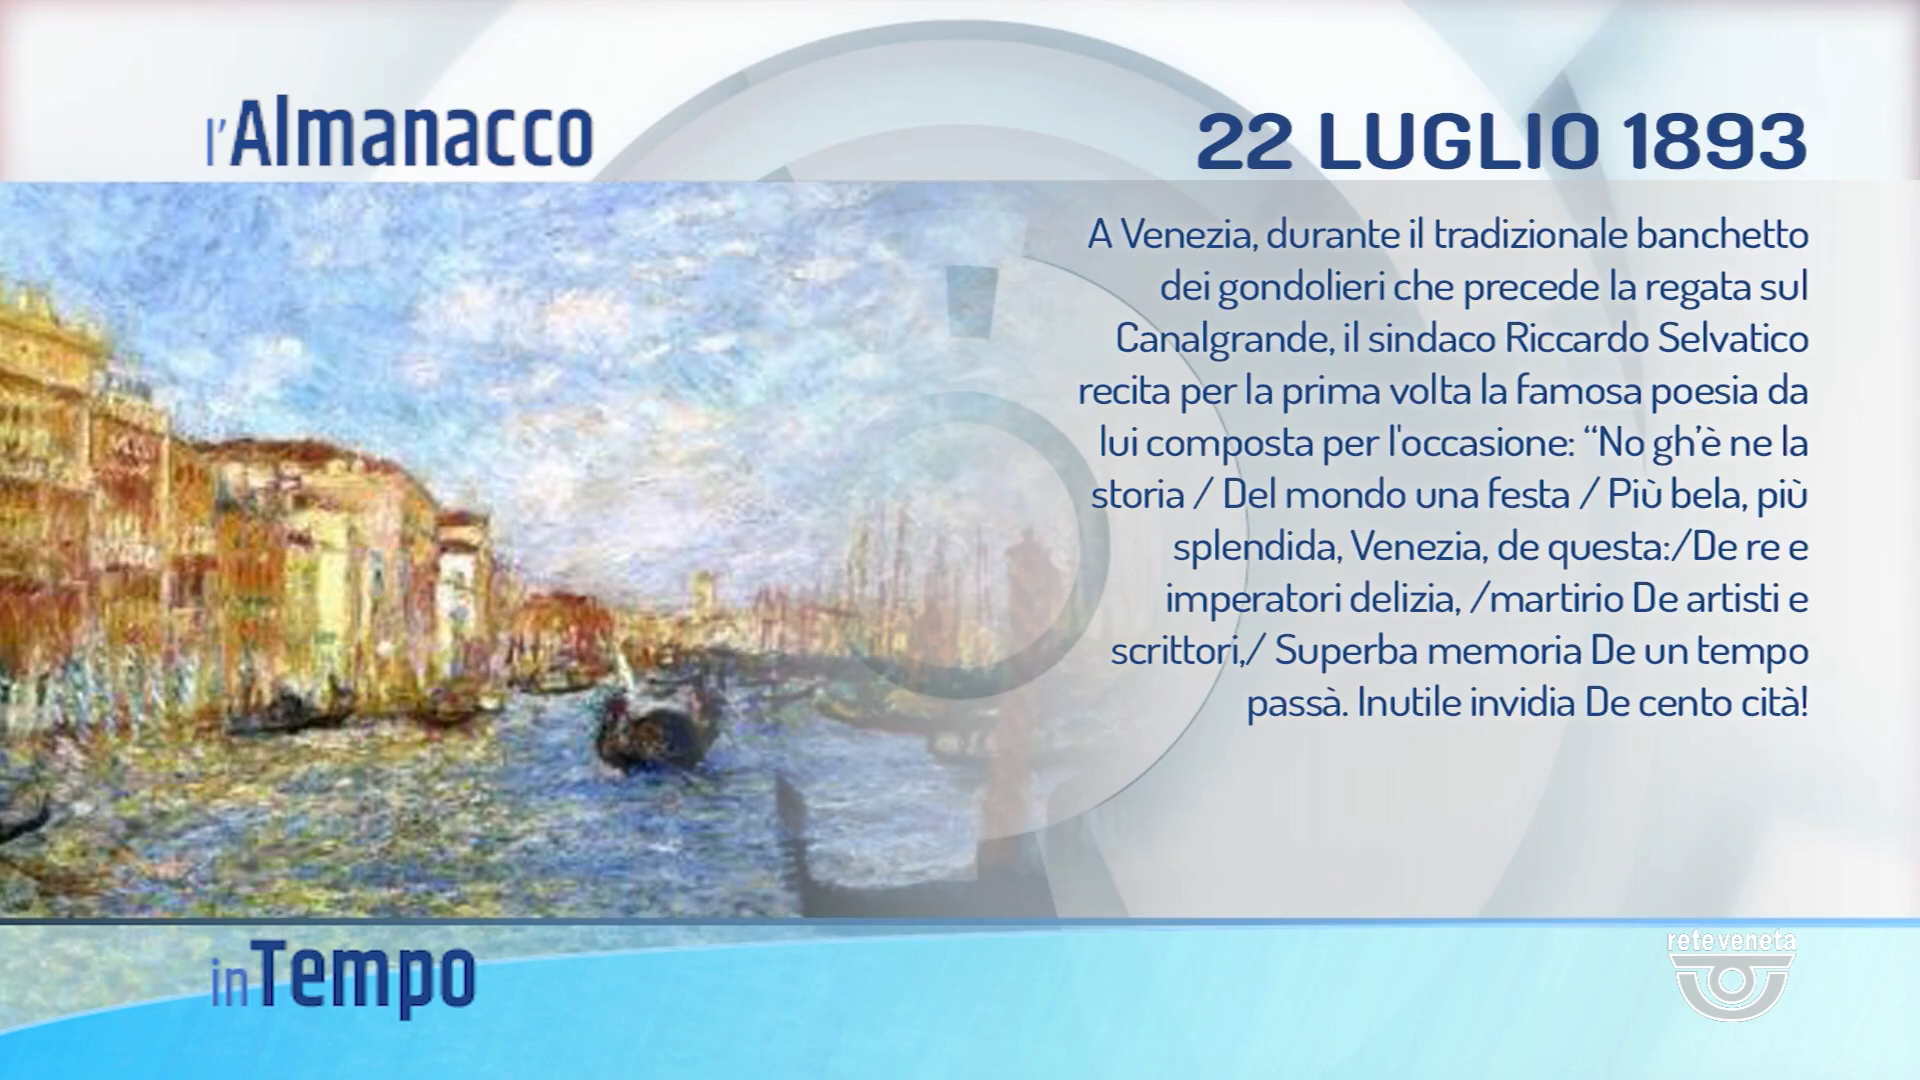 l'Almanacco
22 LUGLIO 1893
A Venezia, durante il tradizionale banchetto
dei gondolieri che precede la regata sul
Canalgrande, il sindaco Riccardo Selvatico
recita per la prima volta la famosa poesia da
lui composta per l'occasione: “No gh’è ne la
storia / Del mondo una festa / Più bela, più
splendida, Venezia, de questa:/De re e
imperatori delizia, /martirio De artisti e
scrittori,/ Superba memoria De un tempo
passà. Inutile invidia De cento cità!
inTempo
reteveneta